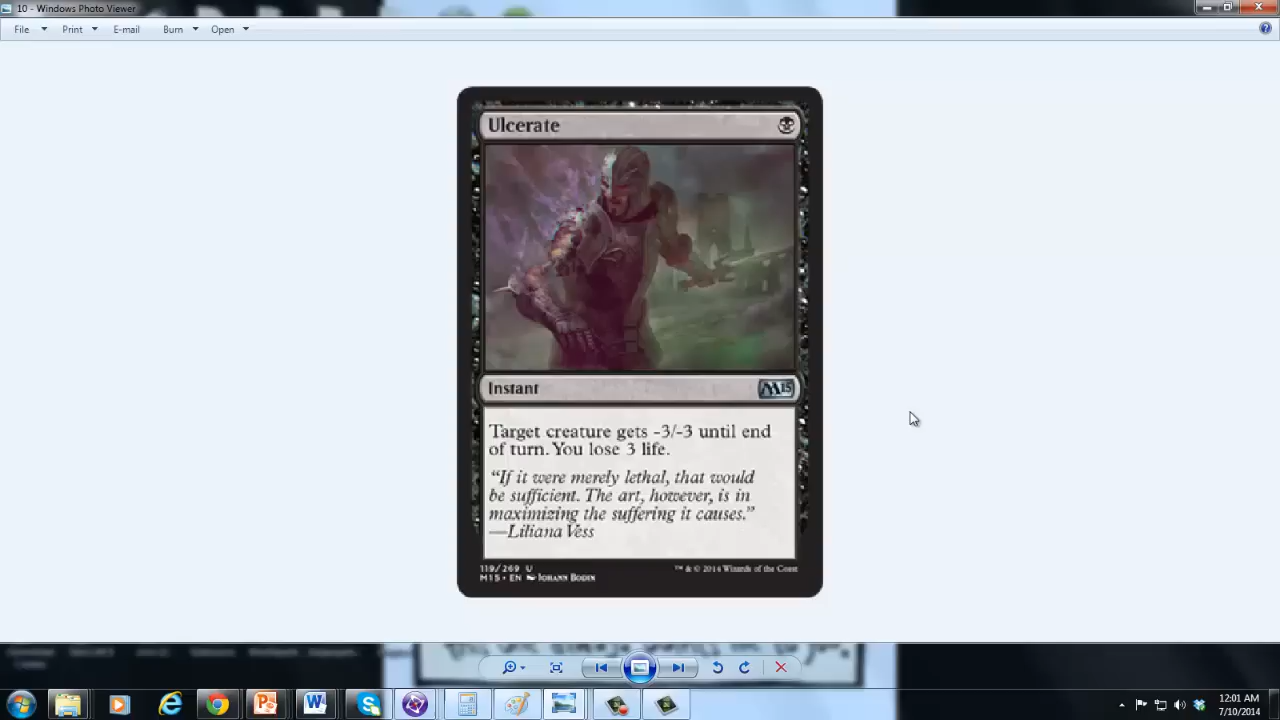 10 - Windows Photo Viewer
File Print E-mail Burn Open
Ulcerate
Instant
M15
Target creature gets -3/-3 until end
of turn. You lose 3 life.
“If it were merely lethal, that would
be sufficient. The art, however, is in
maximizing the suffering it causes.”
—Liliana Vess
119/269 U
™ & © 2014 Wizards of the Coast
M15 • EN Johann Bodin
12:01 AM
7/10/2014